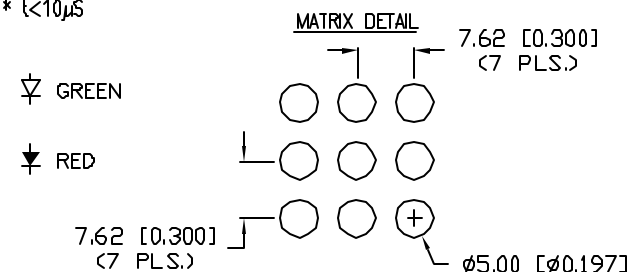 * t<10µS
MATRIX DETAIL
7.62 [0.300]
(7 PLS.)
GREEN
RED
7.62 [0.300]
(7 PLS.)
ø5.00 [ø0.197]